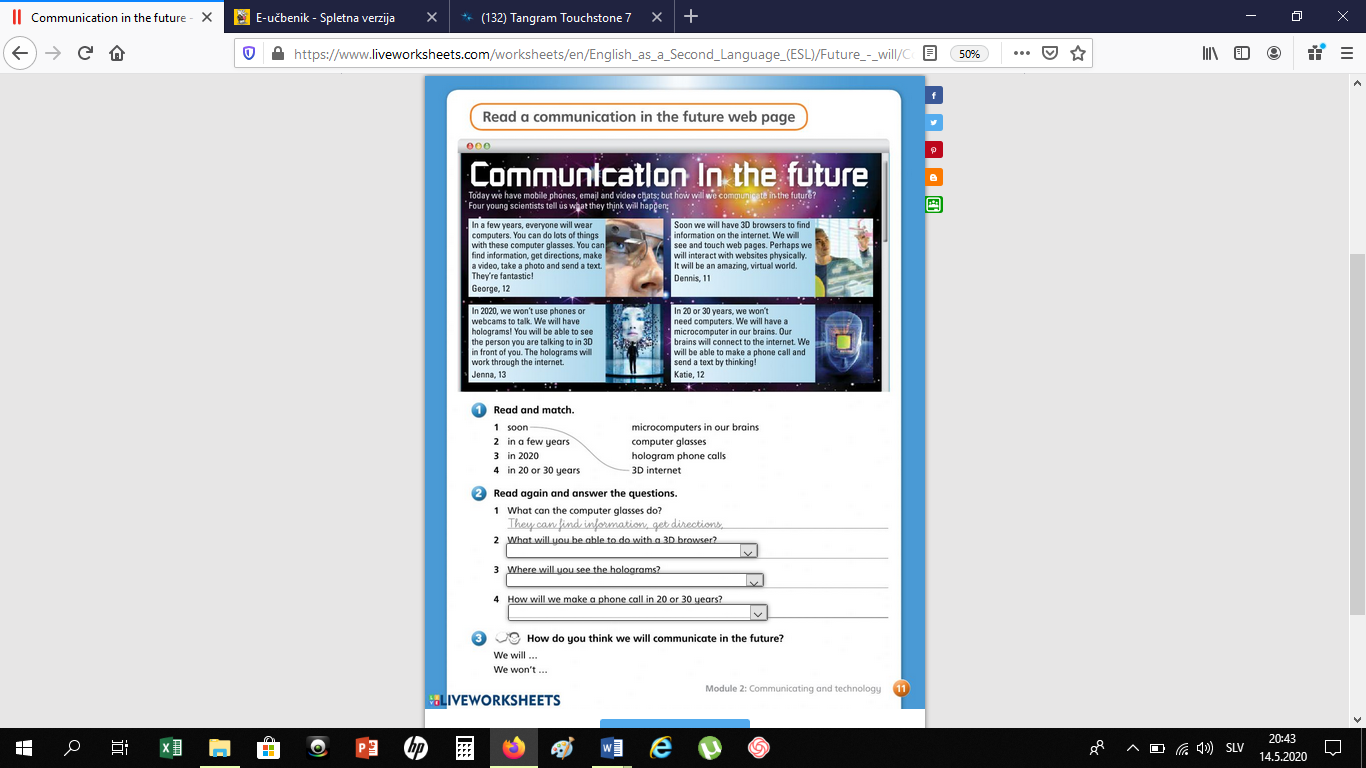 Communication in the future -
E-učbenik - Spletna verzija
(132) Tangram Touchstone 7
https://www.liveworksheets.com/worksheets/en/English_as_a_Second_Language_(ESL)/Future_-_will/C
50%
Read a communication in the future web page
Communication in the future
Today we have mobile phones, email and video chats; but how will we communicate in the future?
Four young scientists tell us what they think will happen.
In a few years, everyone will wear
computers. You can do lots of things
with these computer glasses. You can
find information, get directions, make
a video, take a photo and send a text.
They're fantastic!
George, 12
Soon we will have 3D browsers to find
information on the internet. We will
see and touch web pages. Perhaps we
will interact with websites physically.
It will be an amazing, virtual world.
Dennis, 11
In 2020, we won't use phones or
webcams to talk. We will have
holograms! You will be able to see
the person you are talking to in 3D
in front of you. The holograms will
work through the internet.
Jenna, 13
In 20 or 30 years, we won't
need computers. We will have a
microcomputer in our brains. Our
brains will connect to the internet. We
will be able to make a phone call and
send a text by thinking!
Katie, 12
1 Read and match.
1 soon microcomputers in our brains
2 in a few years computer glasses
3 in 2020 hologram phone calls
4 in 20 or 30 years 3D internet
2 Read again and answer the questions.
1 What can the computer glasses do?
They can find information, get directions,
2 What will you be able to do with a 3D browser?
3 Where will you see the holograms?
4 How will we make a phone call in 20 or 30 years?
3 How do you think we will communicate in the future?
We will ...
We won't ...
Module 2: Communicating and technology 11
LIVEWORKSHEETS
SLV
20:43
14.5.2020